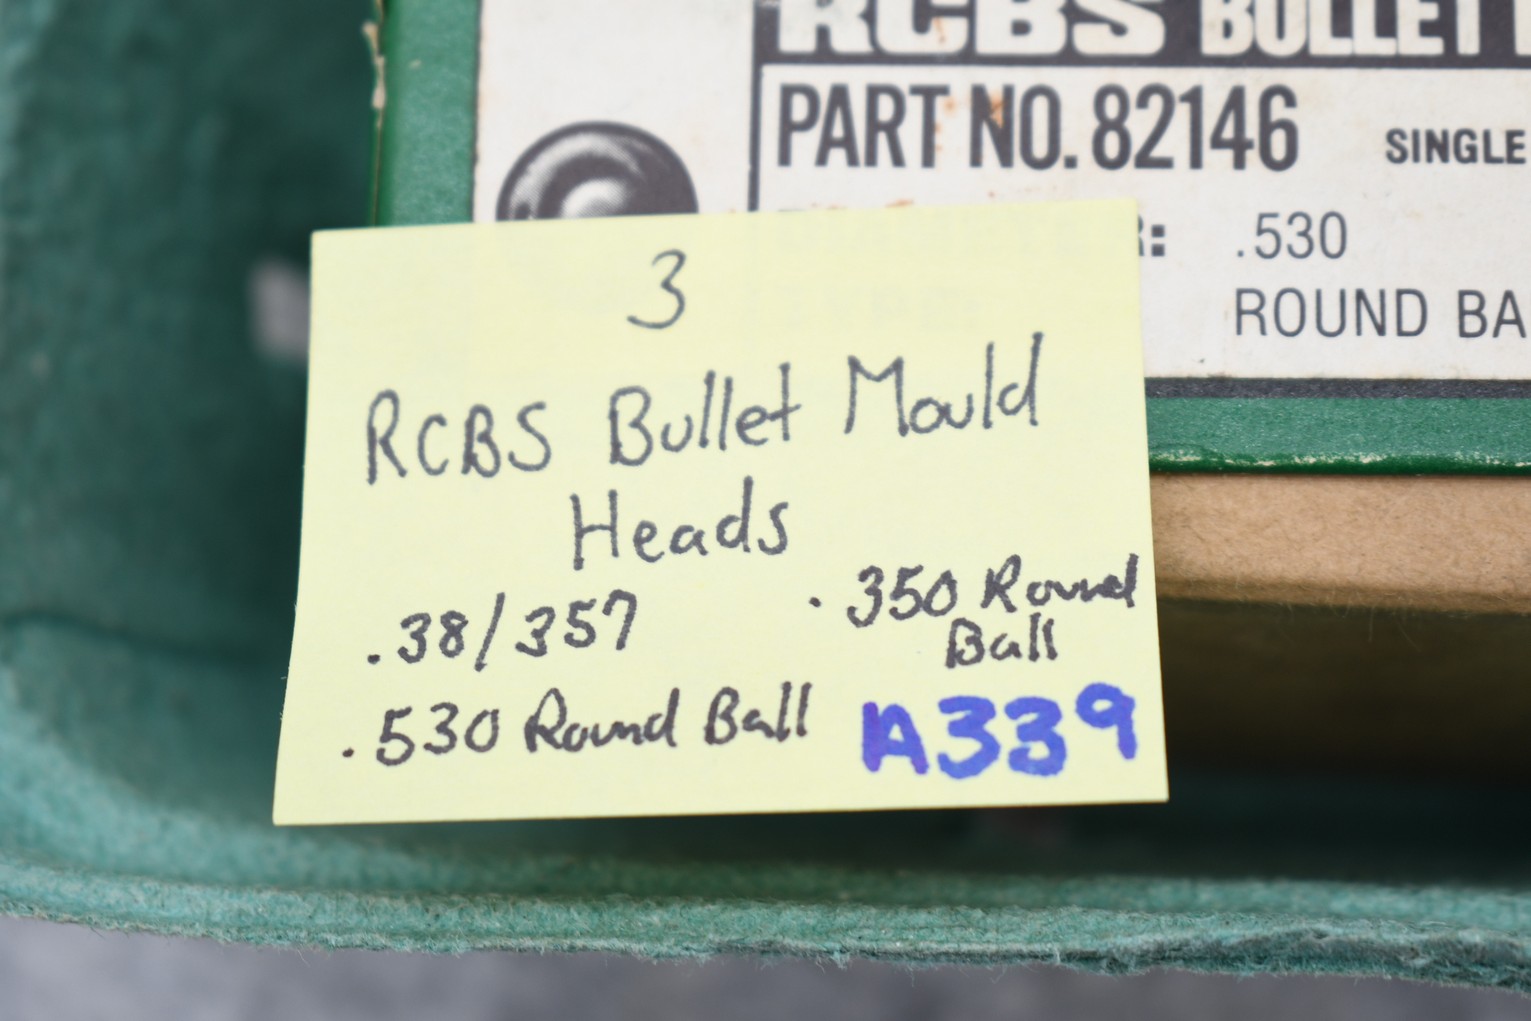 RCBS BULLET
PART NO. 82146 SINGLE
R: .530
ROUND BA
3
RCBS Bullet Mould
Heads
.38/357 .350 Round
Ball
.530 Round Ball A339